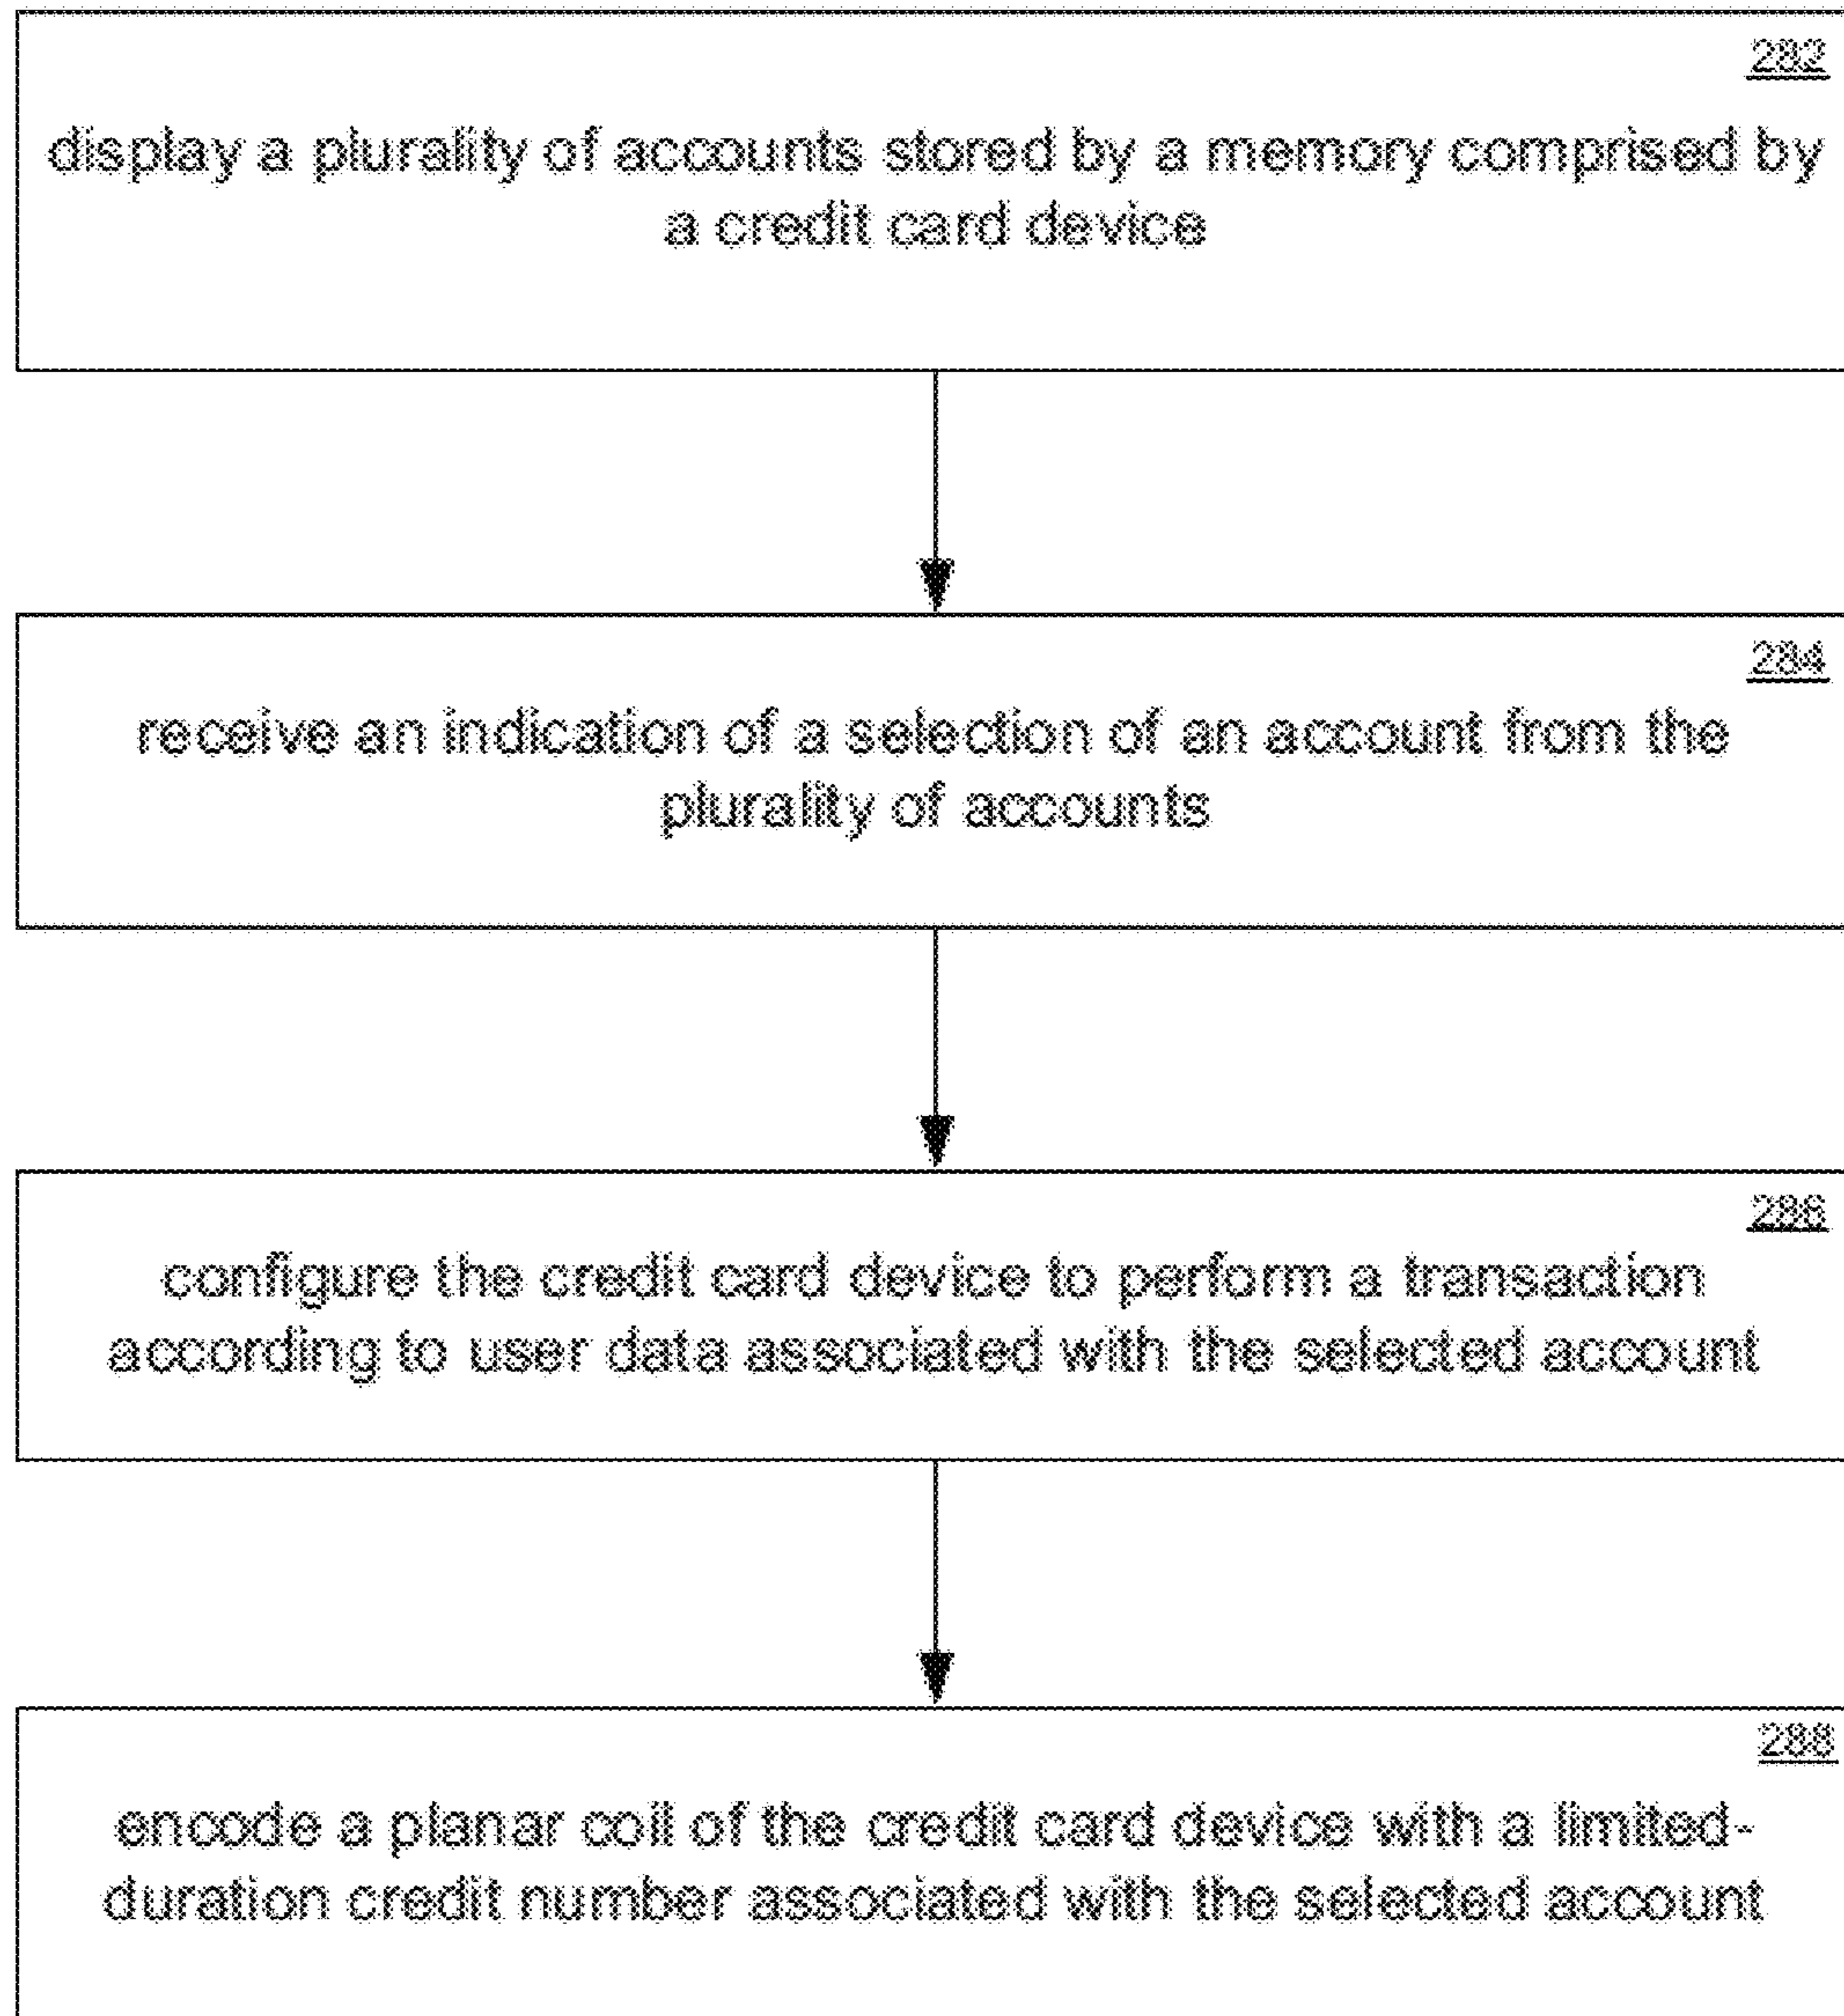 282
display a plurality of accounts stored by a memory comprised by
a credit card device
284
receive an indication of a selection of an account from the
plurality of accounts
286
configure the credit card device to perform a transaction
according to user data associated with the selected account
288
encode a planar coil of the credit card device with a limited-
duration credit number associated with the selected account